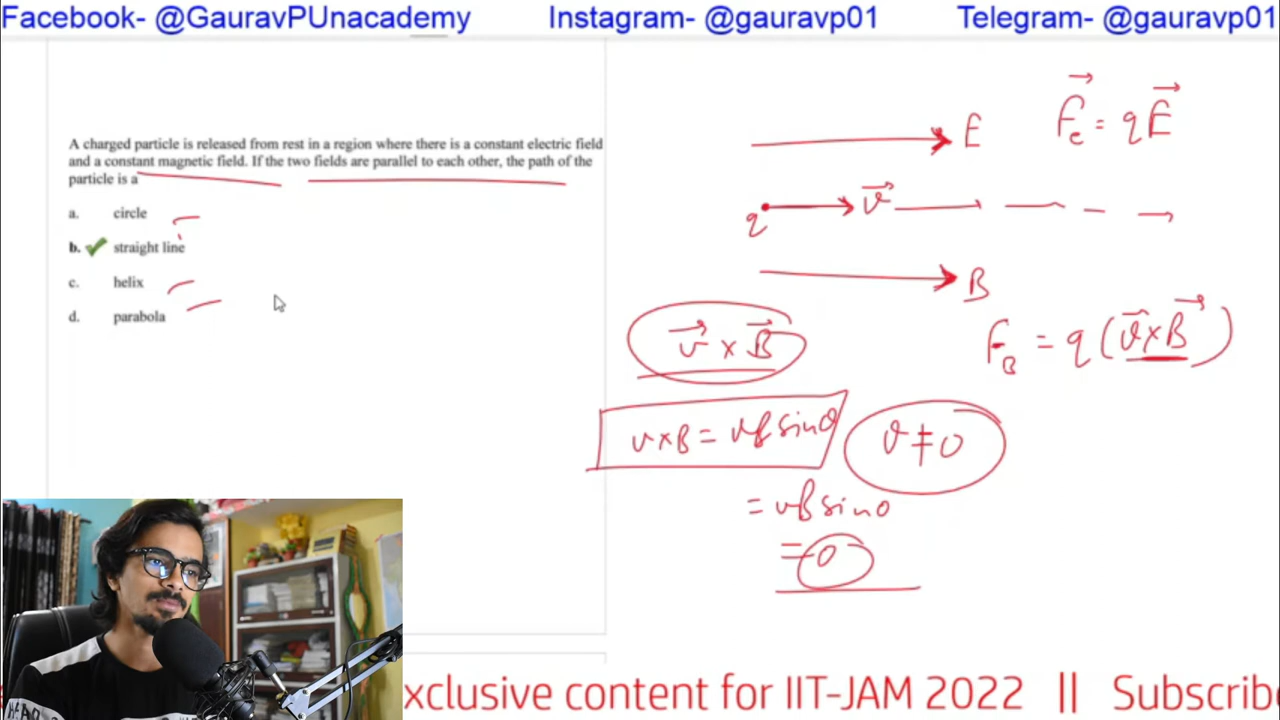 Facebook- @GauravPUnacademy Instagram- @gauravp01 Telegram- @gauravp01
A charged particle is released from rest in a region where there is a constant electric field
and a constant magnetic field. If the two fields are parallel to each other, the path of the
particle is a
a. circle
b. straight line
c. helix
d. parabola
E
F⃗e = qE⃗
q v⃗
B
v⃗ × B⃗
FB = q(v⃗×B⃗)
v×B = vB sinθ
v ≠ 0
= vB sin0
= 0
xclusive content for IIT-JAM 2022 || Subscrib